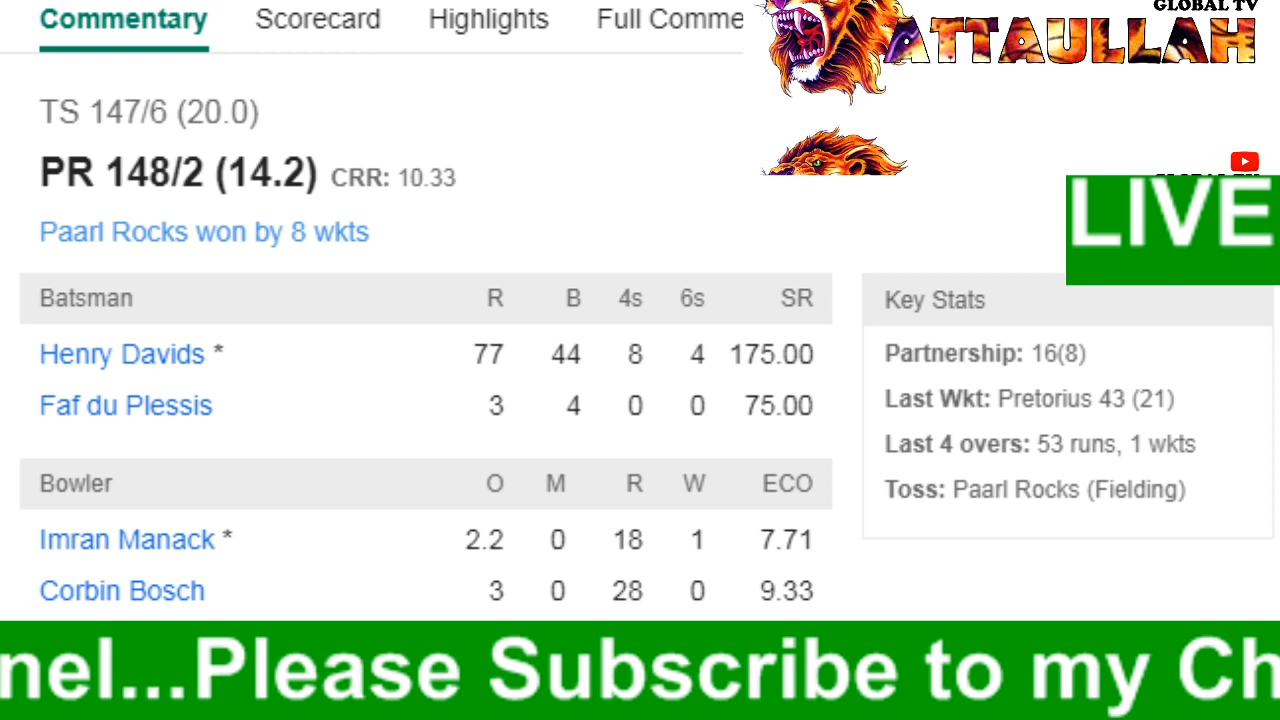 Commentary Scorecard Highlights Full Comme
GLOBAL TV
ATTAULLAH
TS 147/6 (20.0)
PR 148/2 (14.2) CRR: 10.33
LIVE
Paarl Rocks won by 8 wkts
Batsman R B 4s 6s SR
Henry Davids * 77 44 8 4 175.00
Faf du Plessis 3 4 0 0 75.00
Bowler O M R W ECO
Imran Manack * 2.2 0 18 1 7.71
Corbin Bosch 3 0 28 0 9.33
Key Stats
Partnership: 16(8)
Last Wkt: Pretorius 43 (21)
Last 4 overs: 53 runs, 1 wkts
Toss: Paarl Rocks (Fielding)
nel...Please Subscribe to my Ch